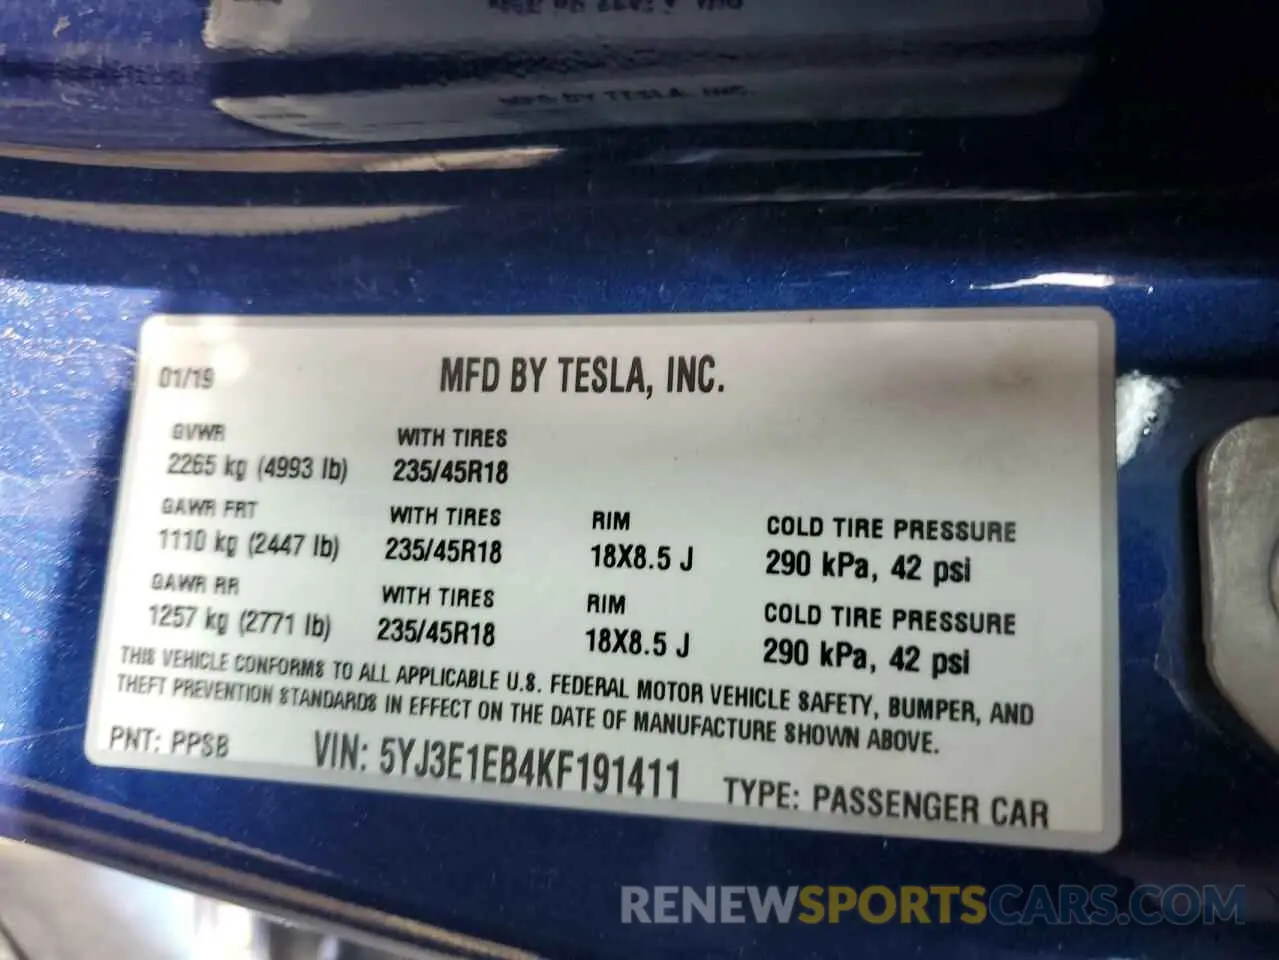 MFD BY TESLA, INC.
01/19
MFD BY TESLA, INC.
GVWR
WITH TIRES
2265 kg (4993 lb)
235/45R18
GAWR FRT
WITH TIRES
RIM
COLD TIRE PRESSURE
1110 kg (2447 lb)
235/45R18
18X8.5 J
290 kPa, 42 psi
GAWR RR
WITH TIRES
RIM
COLD TIRE PRESSURE
1257 kg (2771 lb)
235/45R18
18X8.5 J
290 kPa, 42 psi
THIS VEHICLE CONFORMS TO ALL APPLICABLE U.S. FEDERAL MOTOR VEHICLE SAFETY, BUMPER, AND
THEFT PREVENTION STANDARDS IN EFFECT ON THE DATE OF MANUFACTURE SHOWN ABOVE.
PNT: PPSB
VIN: 5YJ3E1EB4KF191411
TYPE: PASSENGER CAR
RENEWSPORTSCARS.COM